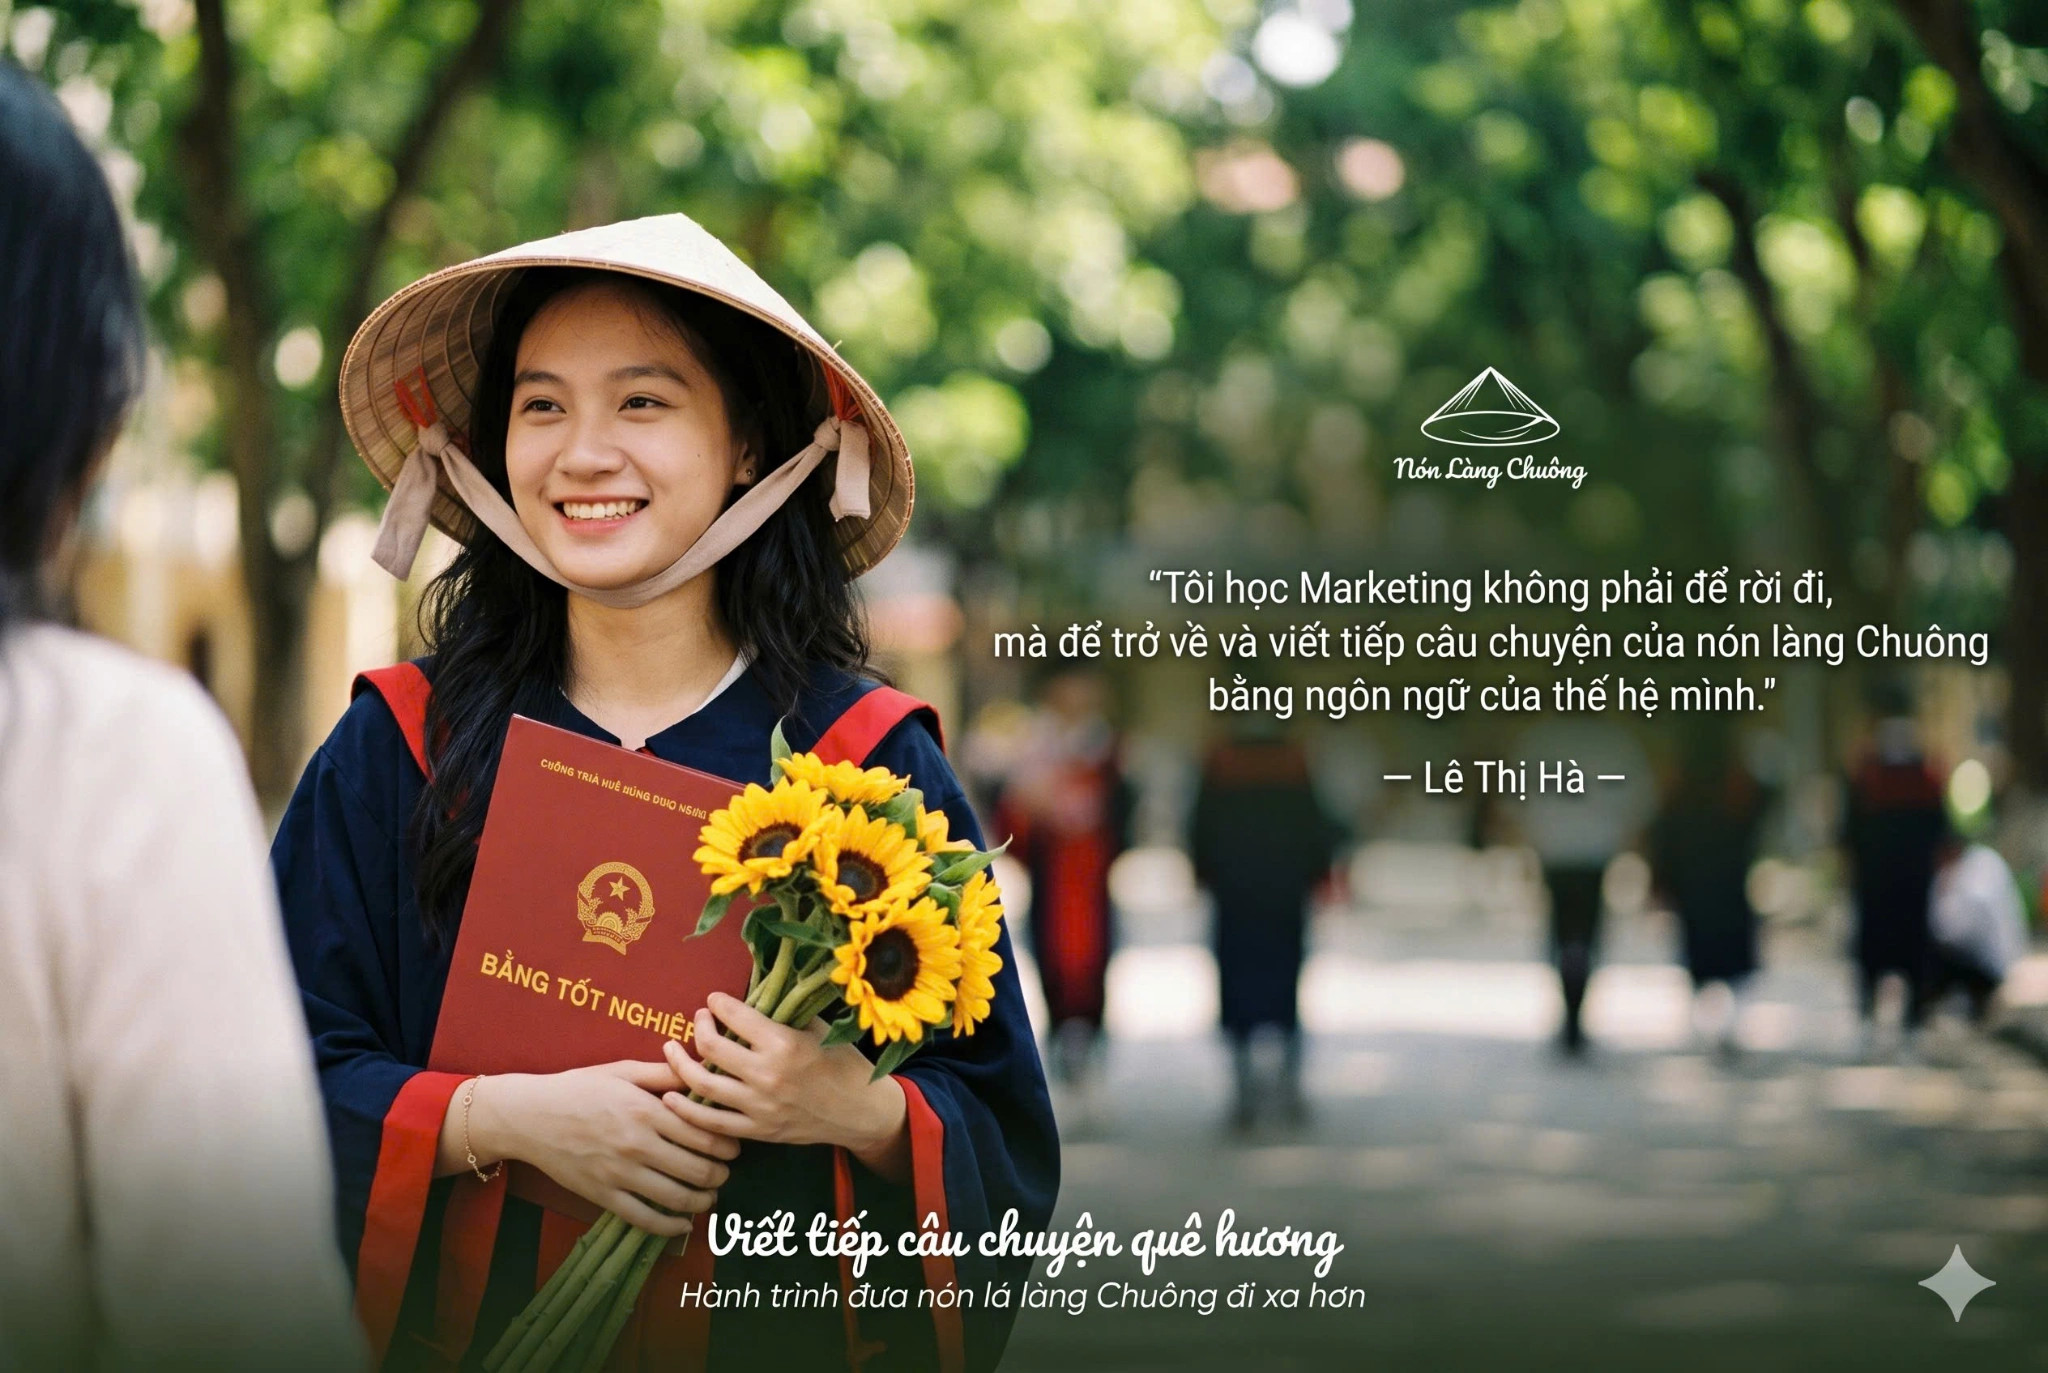 Nón Làng Chuông
“Tôi học Marketing không phải để rời đi,
mà để trở về và viết tiếp câu chuyện của nón làng Chuông
bằng ngôn ngữ của thế hệ mình."
— Lê Thị Hà —
BẰNG TỐT NGHIỆP
Viết tiếp câu chuyện quê hương
Hành trình đưa nón lá làng Chuông đi xa hơn